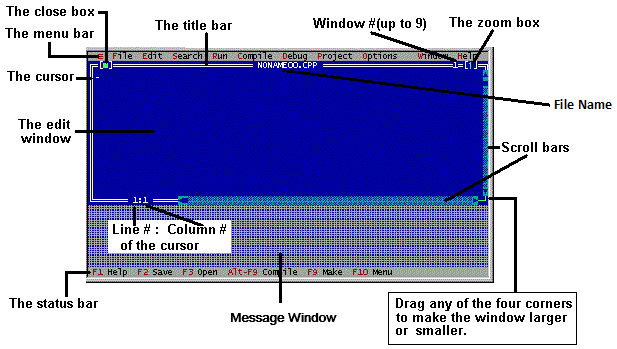 The close box
The title bar
Window #(up to 9)
The zoom box
The menu bar
≡ File Edit Search Run Compile Debug Project Options Window Help
NONAME00.CPP
1
The cursor
File Name
The edit
window
Scroll bars
1:1
Line # : Column #
of the cursor
F1 Help F2 Save F3 Open Alt-F9 Compile F9 Make F10 Menu
The status bar
Message Window
Drag any of the four corners
to make the window larger
or smaller.